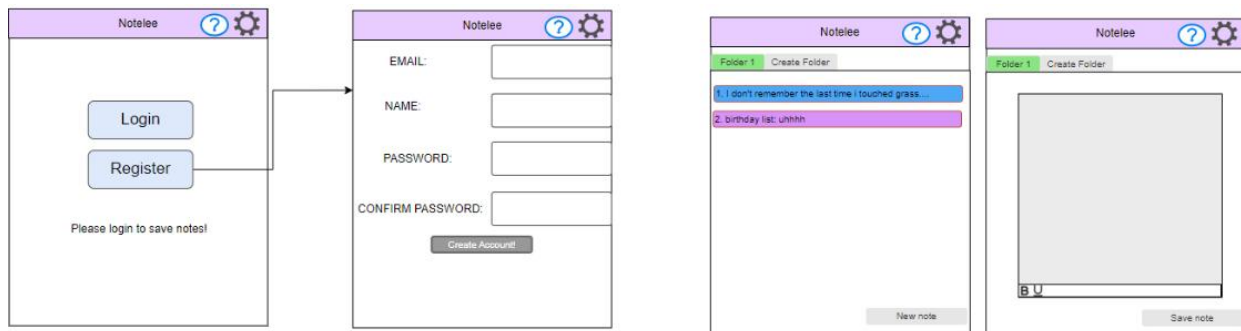 Notelee ?
Login
Register
Please login to save notes!
Notelee ?
EMAIL:
NAME:
PASSWORD:
CONFIRM PASSWORD:
Create Account!
Notelee ?
Folder 1 Create Folder
1. I don't remember the last time i touched grass....
2. birthday list: uhhhh
New note
Notelee ?
Folder 1 Create Folder
B U
Save note